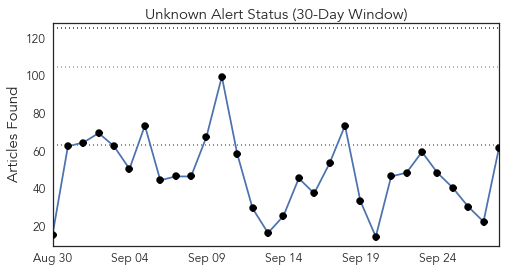 Unknown Alert Status (30-Day Window)
Articles Found
120
100
80
60
40
20
Aug 30 Sep 04 Sep 09 Sep 14 Sep 19 Sep 24